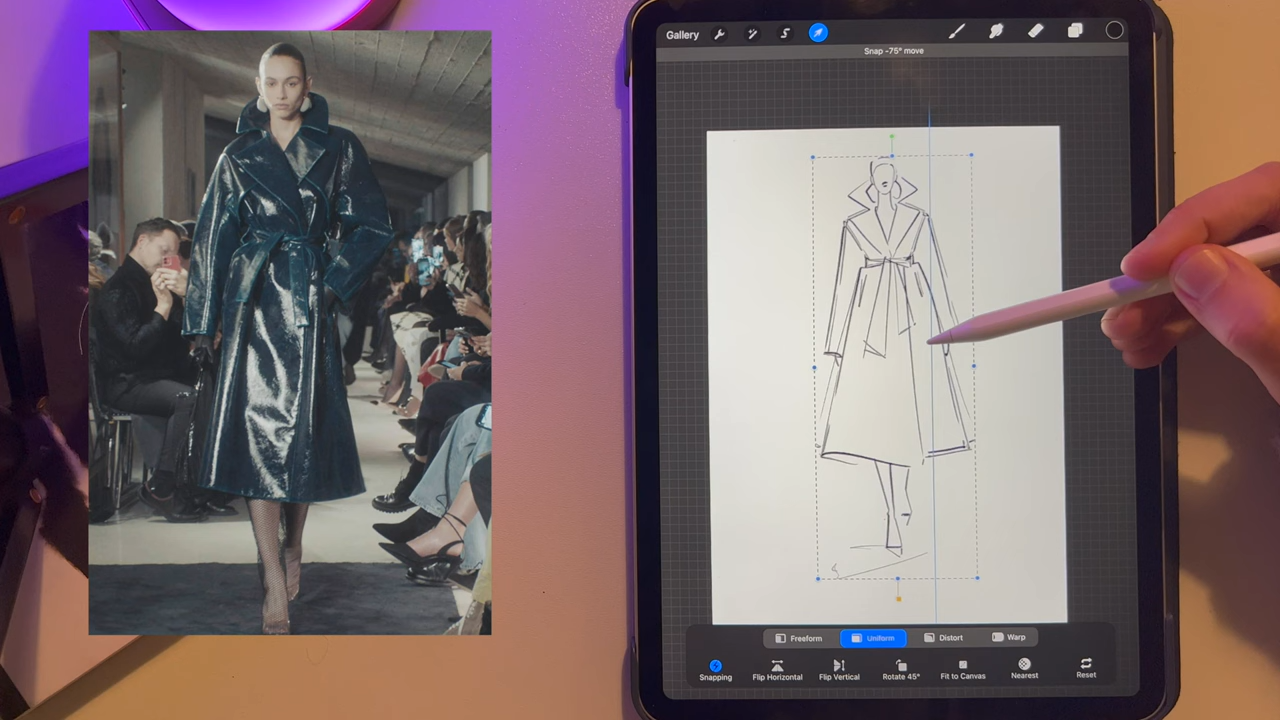 Gallery
Snap -75° move
Freeform
Uniform
Distort
Warp
Snapping
Flip Horizontal
Flip Vertical
Rotate 45°
Fit to Canvas
Nearest
Reset